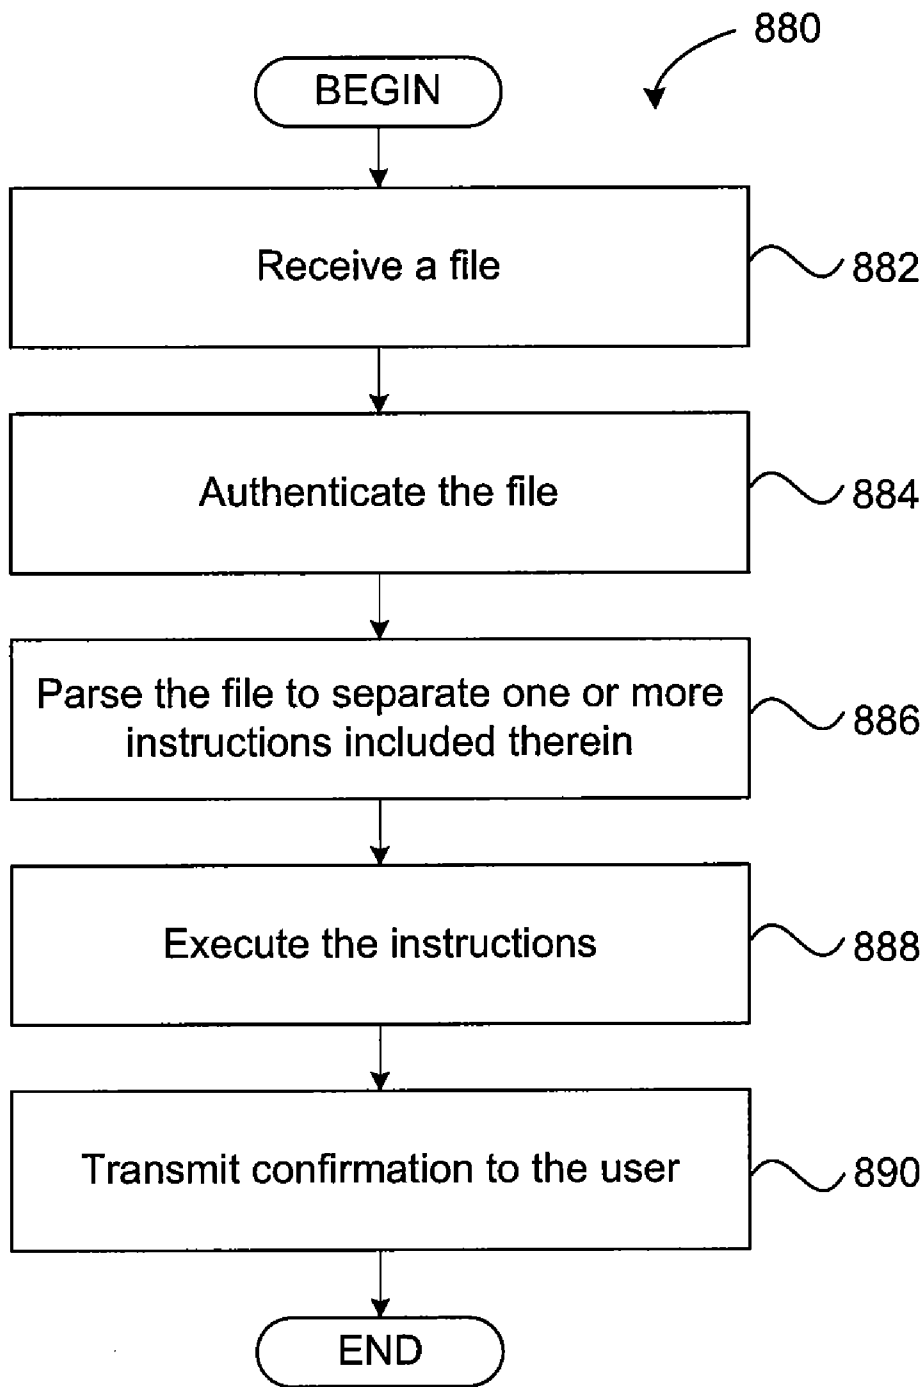 880
BEGIN
Receive a file
882
Authenticate the file
884
Parse the file to separate one or more
instructions included therein
886
Execute the instructions
888
Transmit confirmation to the user
890
END